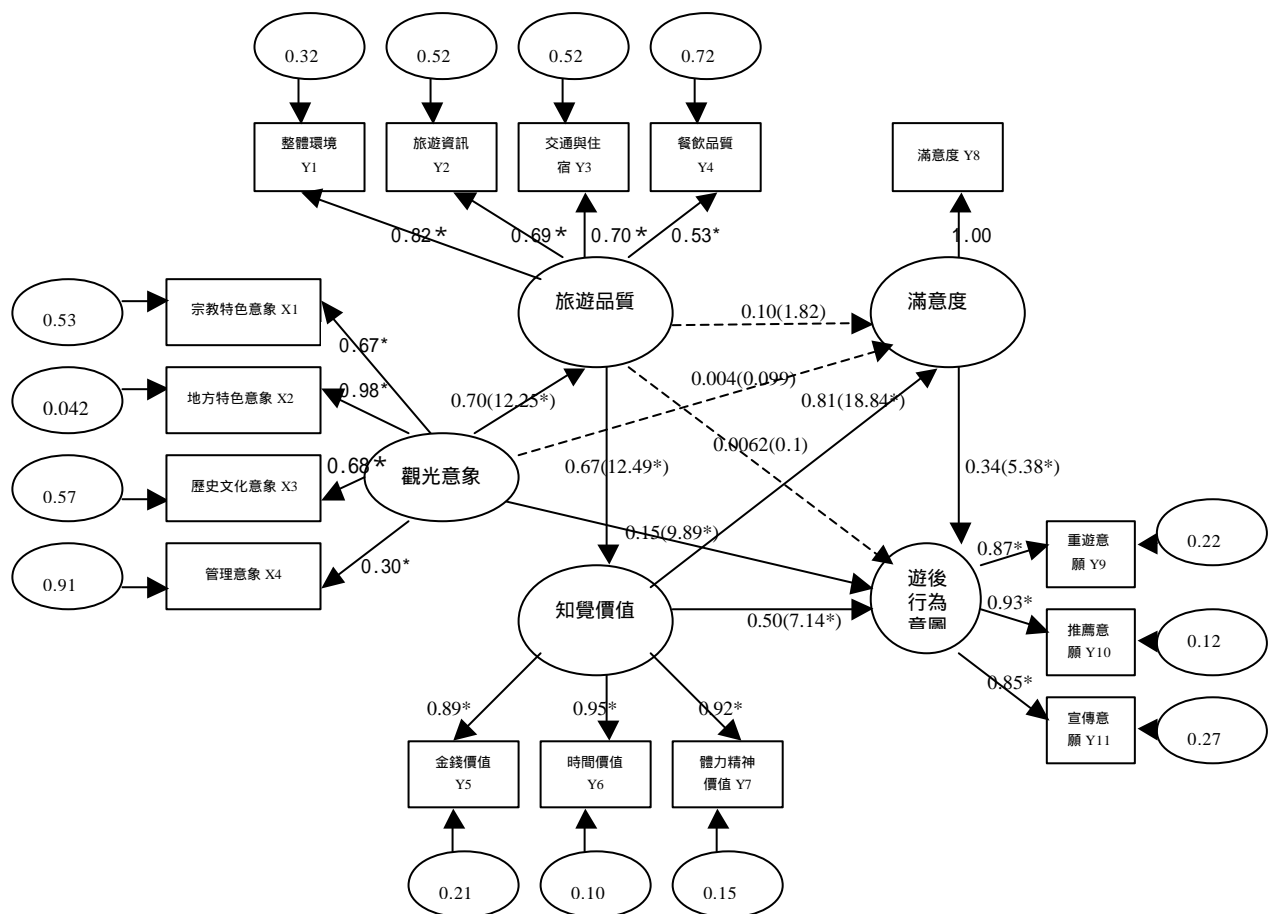 0.32
0.52
0.52
0.72
整體環境
Y1
旅遊資訊
Y2
交通與住
宿 Y3
餐飲品質
Y4
滿意度 Y8
0.82*
0.69*
0.70*
0.53*
1.00
旅遊品質
滿意度
0.53
宗教特色意象 X1
0.67*
0.10(1.82)
0.042
地方特色意象 X2
0.98*
0.70(12.25*)
0.004(0.099)
0.81(18.84*)
0.0062(0.1)
0.57
歷史文化意象 X3
0.68*
觀光意象
0.67(12.49*)
0.34(5.38*)
0.91
管理意象 X4
0.30*
0.15(9.89*)
知覺價值
0.50(7.14*)
遊後
行為
意圖
0.87*
重遊意
願 Y9
0.22
0.93*
推薦意
願 Y10
0.12
0.85*
宣傳意
願 Y11
0.27
0.89*
0.95*
0.92*
金錢價值
Y5
時間價值
Y6
體力精神
價值 Y7
0.21
0.10
0.15